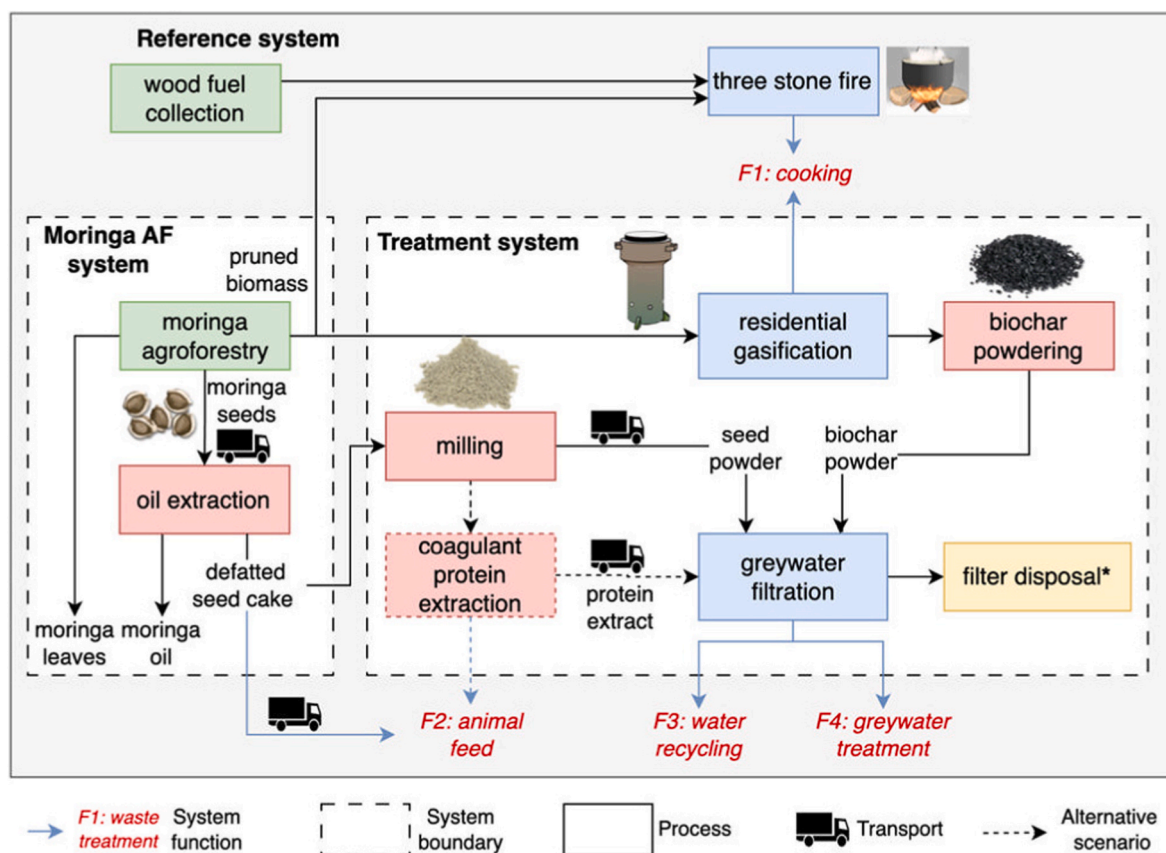 Reference system
wood fuel
collection
three stone fire
F1: cooking
Moringa AF
system
pruned
biomass
Treatment system
moringa
agroforestry
residential
gasification
biochar
powdering
moringa
seeds
milling
seed
powder
biochar
powder
oil extraction
coagulant
protein
extraction
protein
extract
greywater
filtration
filter disposal*
defatted
seed cake
moringa
leaves
moringa
oil
F2: animal
feed
F3: water
recycling
F4: greywater
treatment
F1: waste
treatment
System
function
System
boundary
Process
Transport
Alternative
scenario